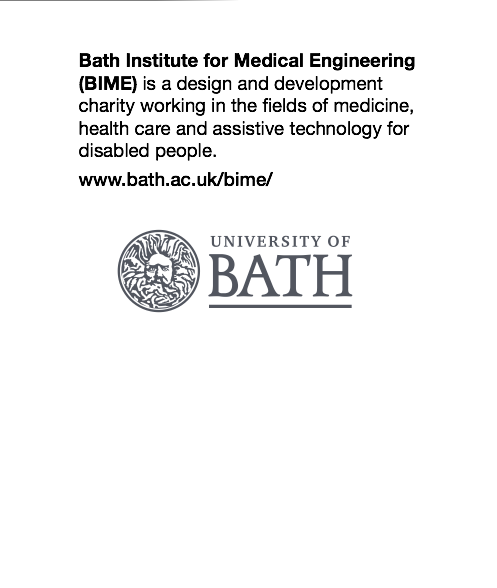 Bath Institute for Medical Engineering
(BIME) is a design and development
charity working in the fields of medicine,
health care and assistive technology for
disabled people.
www.bath.ac.uk/bime/
UNIVERSITY OF
BATH